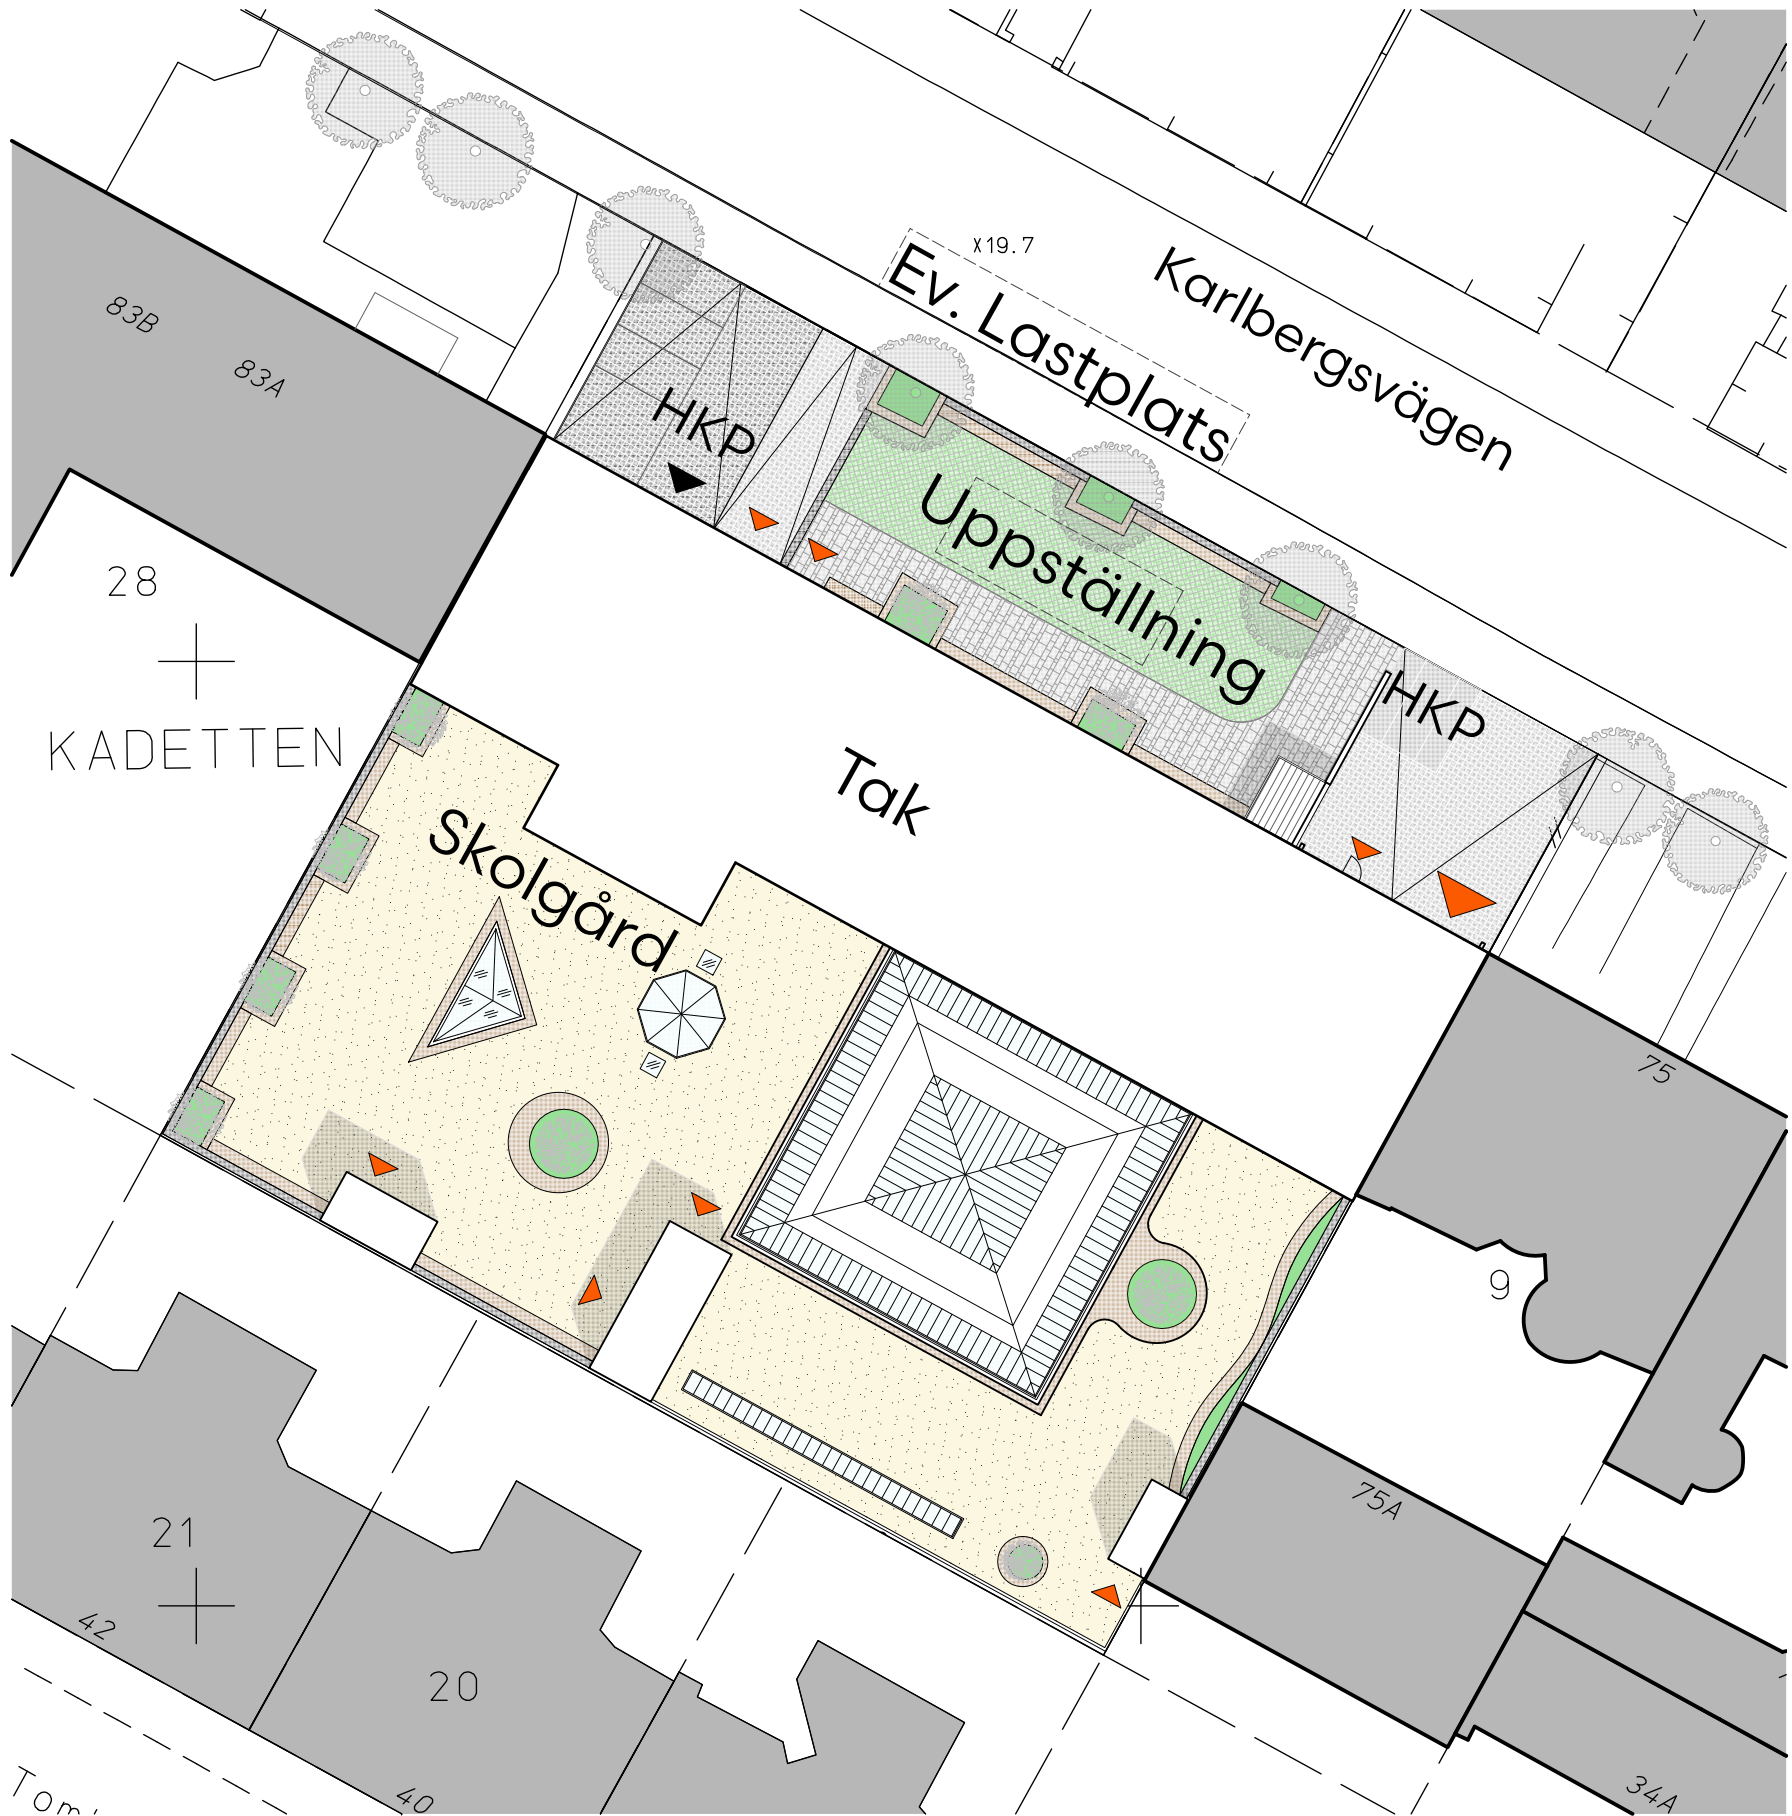 X19.7
Ev. Lastplats
Karlbergsvägen
83B
83A
HKP
Uppställning
28
KADETTEN
HKP
Tak
Skolgård
75
9
75A
21
42
20
40
34A